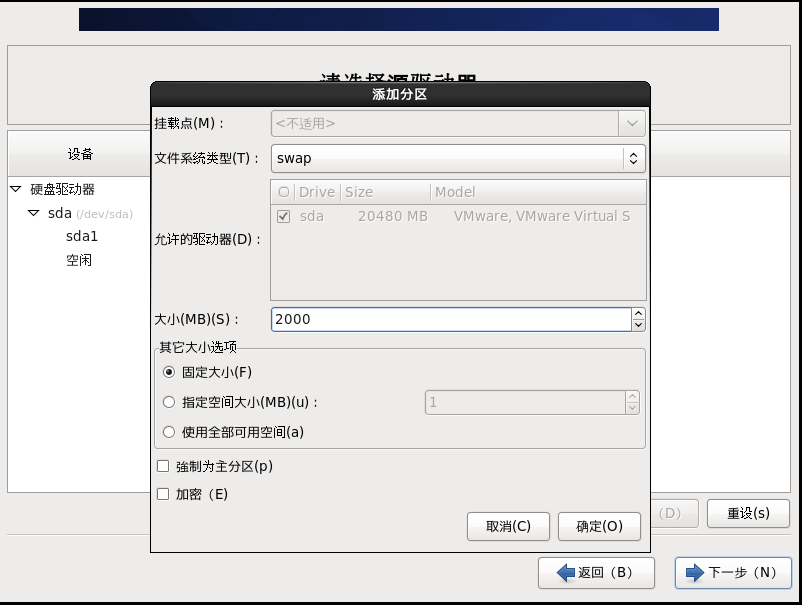 请选择源驱动器
添加分区
挂载点(M)：
<不适用>
设备
文件系统类型(T)：
swap
Drive Size Model
硬盘驱动器
sda (/dev/sda)
sda 20480 MB VMware, VMware Virtual S
sda1
允许的驱动器(D)：
空闲
大小(MB)(S)：
2000
其它大小选项
固定大小(F)
指定空间大小(MB)(u)：
1
使用全部可用空间(a)
強制为主分区(p)
加密（E)
(D)
重设(s)
取消(C)
确定(O)
返回（B）
下一步（N）